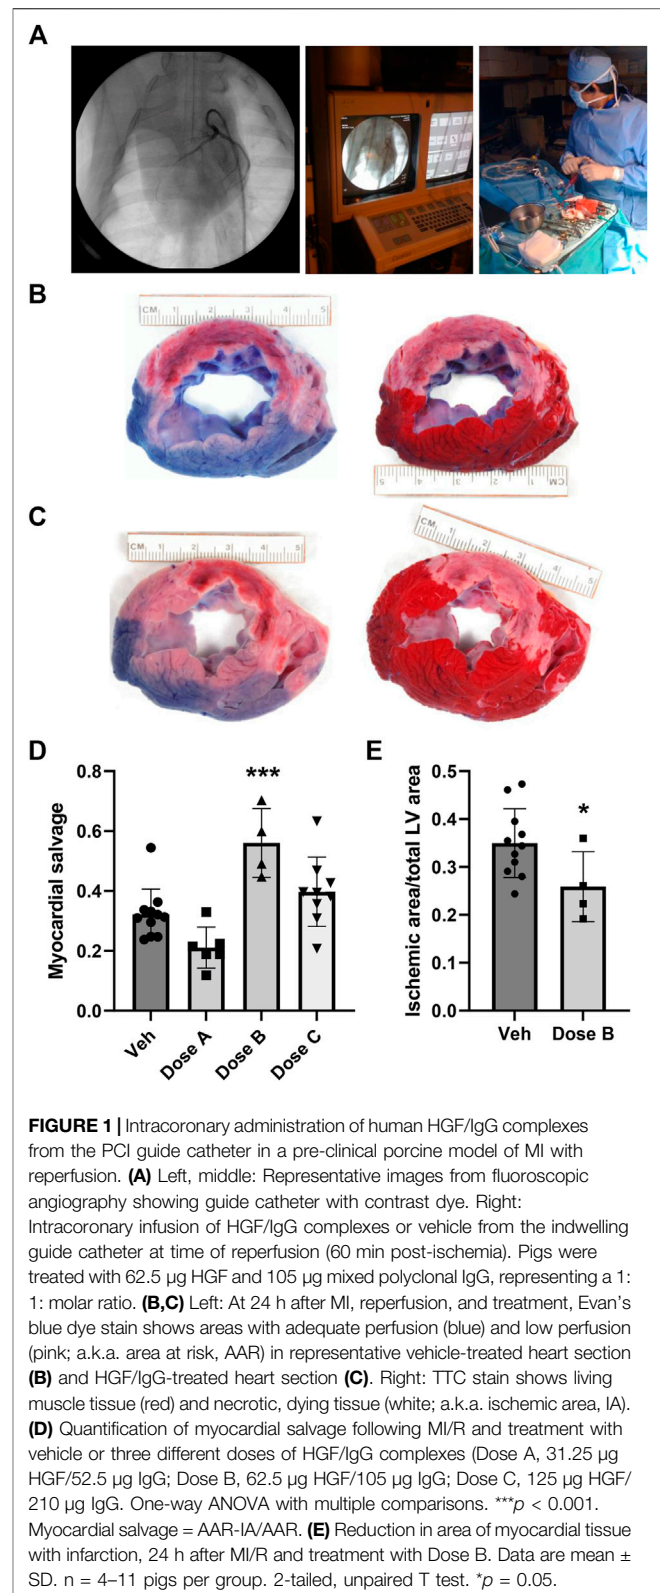 A
B
CM 1 2 3 4 5
CM 1 2 3 4 5
C
CM 1 2 3 4 5
CM 1 2 3 4 5
D
Myocardial salvage
0.8
0.6
0.4
0.2
0.0
***
Veh
Dose A
Dose B
Dose C
E
Ischemic area/total LV area
0.5
0.4
0.3
0.2
0.1
0.0
*
Veh
Dose B
FIGURE 1 | Intracoronary administration of human HGF/IgG complexes
from the PCI guide catheter in a pre-clinical porcine model of MI with
reperfusion. (A) Left, middle: Representative images from fluoroscopic
angiography showing guide catheter with contrast dye. Right:
Intracoronary infusion of HGF/IgG complexes or vehicle from the indwelling
guide catheter at time of reperfusion (60 min post-ischemia). Pigs were
treated with 62.5 μg HGF and 105 μg mixed polyclonal IgG, representing a 1:
1: molar ratio. (B,C) Left: At 24 h after MI, reperfusion, and treatment, Evan's
blue dye stain shows areas with adequate perfusion (blue) and low perfusion
(pink; a.k.a. area at risk, AAR) in representative vehicle-treated heart section
(B) and HGF/IgG-treated heart section (C). Right: TTC stain shows living
muscle tissue (red) and necrotic, dying tissue (white; a.k.a. ischemic area, IA).
(D) Quantification of myocardial salvage following MI/R and treatment with
vehicle or three different doses of HGF/IgG complexes (Dose A, 31.25 μg
HGF/52.5 μg IgG; Dose B, 62.5 μg HGF/105 μg IgG; Dose C, 125 μg HGF/
210 μg IgG. One-way ANOVA with multiple comparisons. ***p < 0.001.
Myocardial salvage = AAR-IA/AAR. (E) Reduction in area of myocardial tissue
with infarction, 24 h after MI/R and treatment with Dose B. Data are mean ±
SD. n = 4–11 pigs per group. 2-tailed, unpaired T test. *p = 0.05.